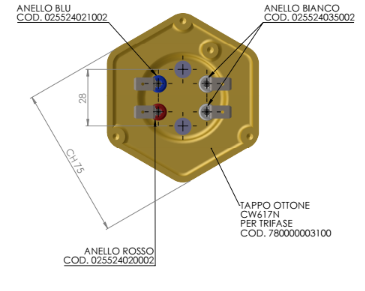 ANELLO BLU
COD. 025524021002
ANELLO BIANCO
COD. 025524035002
28
CH 75
TAPPO OTTONE
CW617N
PER TRIFASE
COD. 780000003100
ANELLO ROSSO
COD. 025524020002